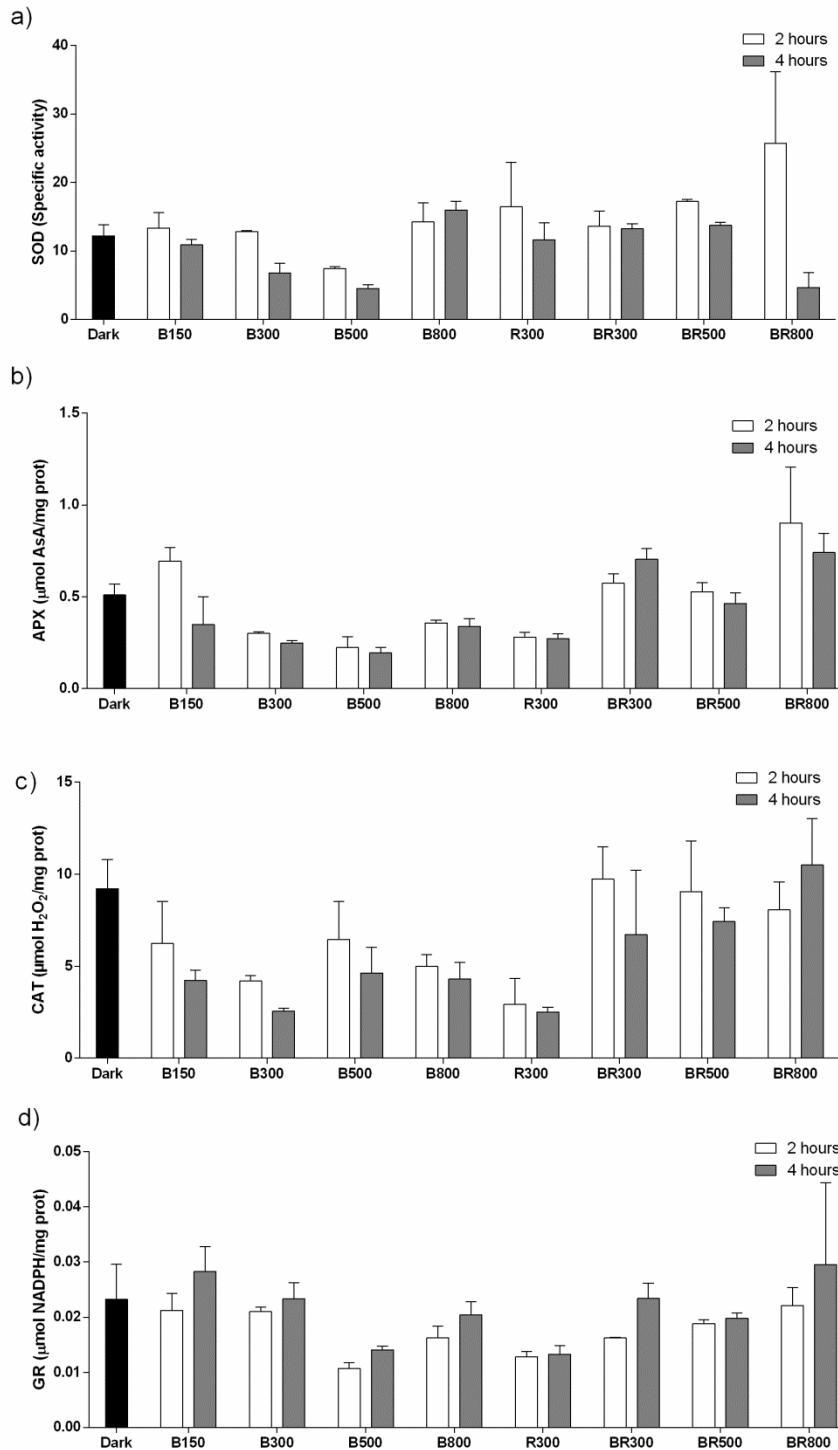 a)
2 hours
4 hours
40
30
20
10
0
SOD (Specific activity)
Dark B150 B300 B500 B800 R300 BR300 BR500 BR800
b)
2 hours
4 hours
1.5
1.0
0.5
0.0
APX (μmol AsA/mg prot)
Dark B150 B300 B500 B800 R300 BR300 BR500 BR800
c)
2 hours
4 hours
15
10
5
0
CAT (μmol H₂O₂/mg prot)
Dark B150 B300 B500 B800 R300 BR300 BR500 BR800
d)
2 hours
4 hours
0.05
0.04
0.03
0.02
0.01
0.00
GR (μmol NADPH/mg prot)
Dark B150 B300 B500 B800 R300 BR300 BR500 BR800